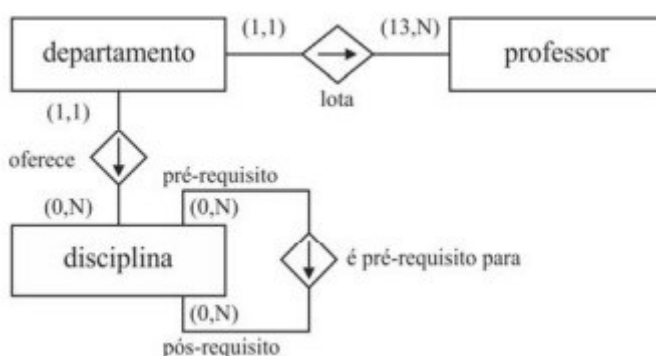 departamento (1,1) (13,N) professor
lota
(1,1)
oferece
pré-requisito
(0,N) (0,N)
disciplina é pré-requisito para
(0,N)
pós-requisito